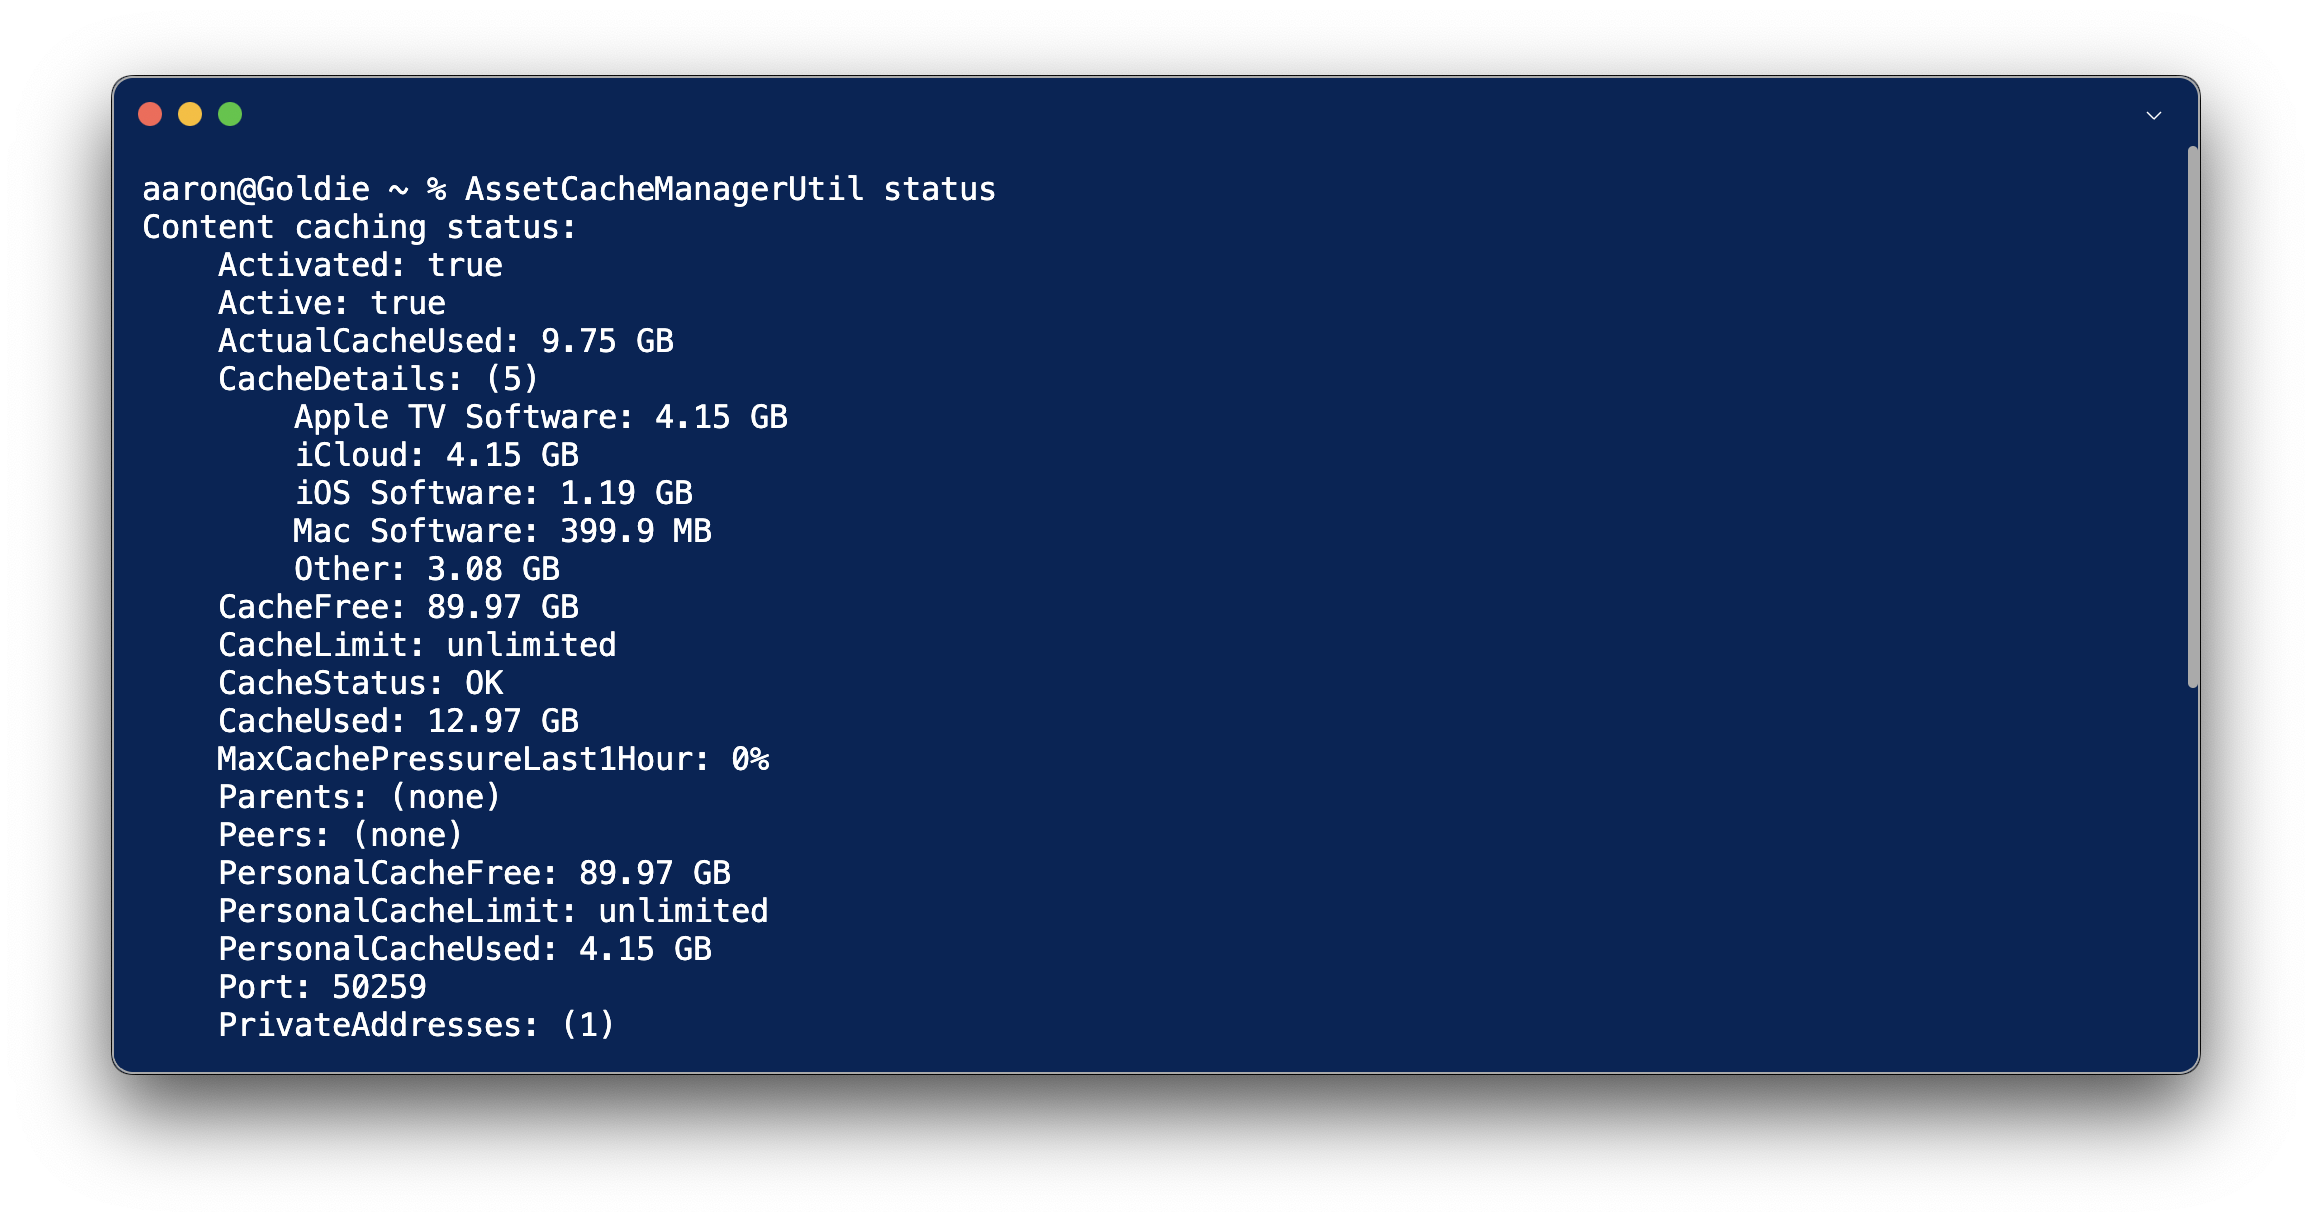 aaron@Goldie ~ % AssetCacheManagerUtil status
Content caching status:
    Activated: true
    Active: true
    ActualCacheUsed: 9.75 GB
    CacheDetails: (5)
        Apple TV Software: 4.15 GB
        iCloud: 4.15 GB
        iOS Software: 1.19 GB
        Mac Software: 399.9 MB
        Other: 3.08 GB
    CacheFree: 89.97 GB
    CacheLimit: unlimited
    CacheStatus: OK
    CacheUsed: 12.97 GB
    MaxCachePressureLast1Hour: 0%
    Parents: (none)
    Peers: (none)
    PersonalCacheFree: 89.97 GB
    PersonalCacheLimit: unlimited
    PersonalCacheUsed: 4.15 GB
    Port: 50259
    PrivateAddresses: (1)